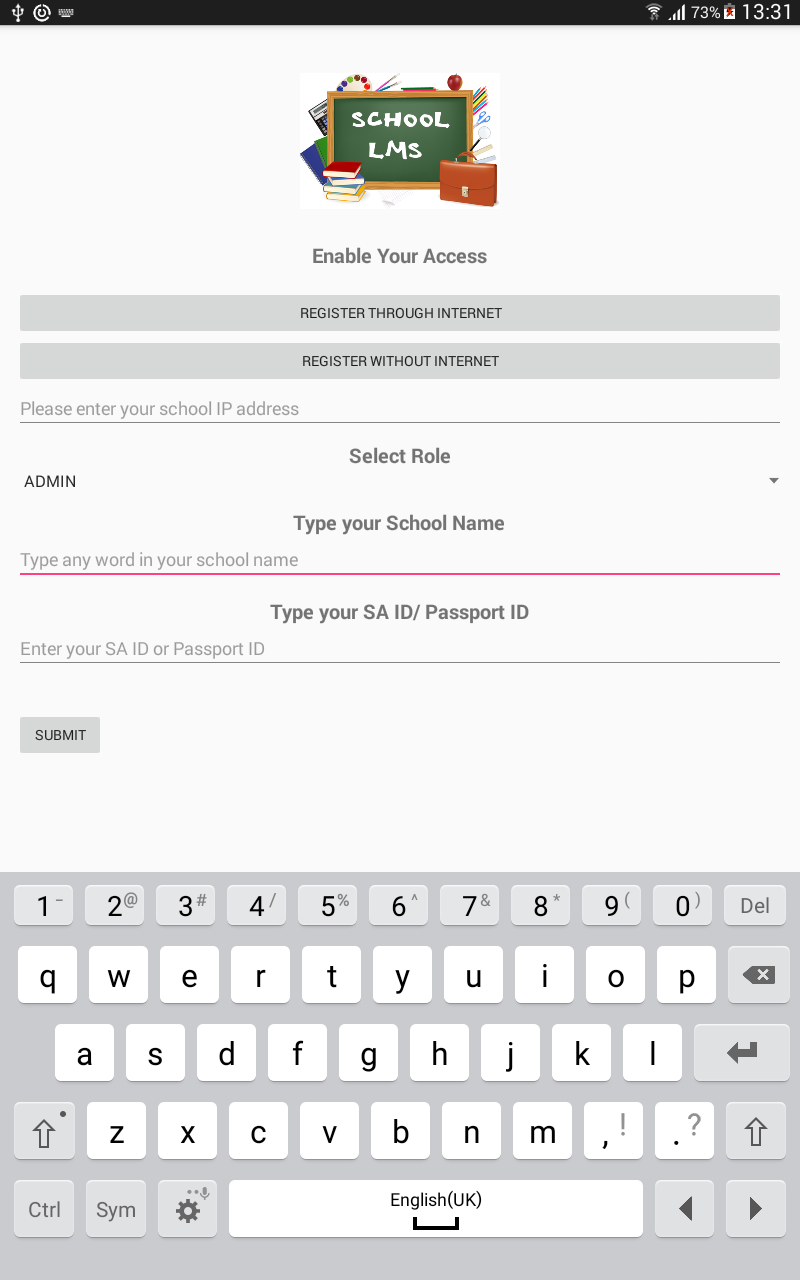 73% 13:31
SCHOOL
LMS
Enable Your Access
REGISTER THROUGH INTERNET
REGISTER WITHOUT INTERNET
Please enter your school IP address
Select Role
ADMIN
Type your School Name
Type any word in your school name
Type your SA ID/ Passport ID
Enter your SA ID or Passport ID
SUBMIT
1 - 2 @ 3 # 4 / 5 % 6 ^ 7 & 8 * 9 ( 0 ) Del
q w e r t y u i o p
a s d f g h j k l
z x c v b n m , ! . ?
Ctrl Sym English(UK)